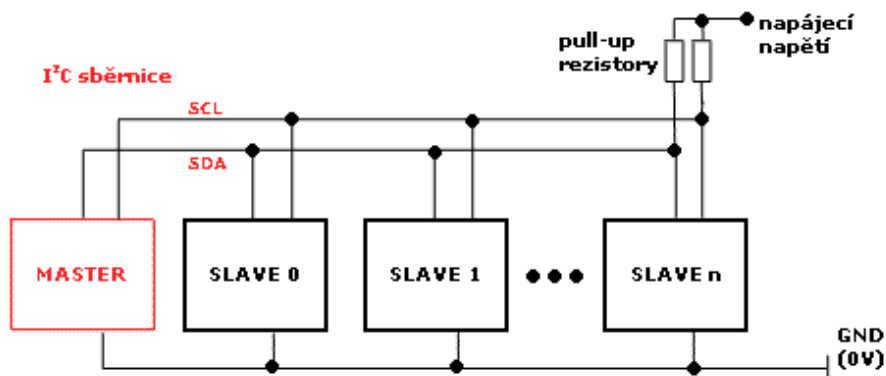 napájecí
napětí
pull-up
rezistory
I²C sběrnice
SCL
SDA
MASTER
SLAVE 0
SLAVE 1
SLAVE n
GND
(0V)